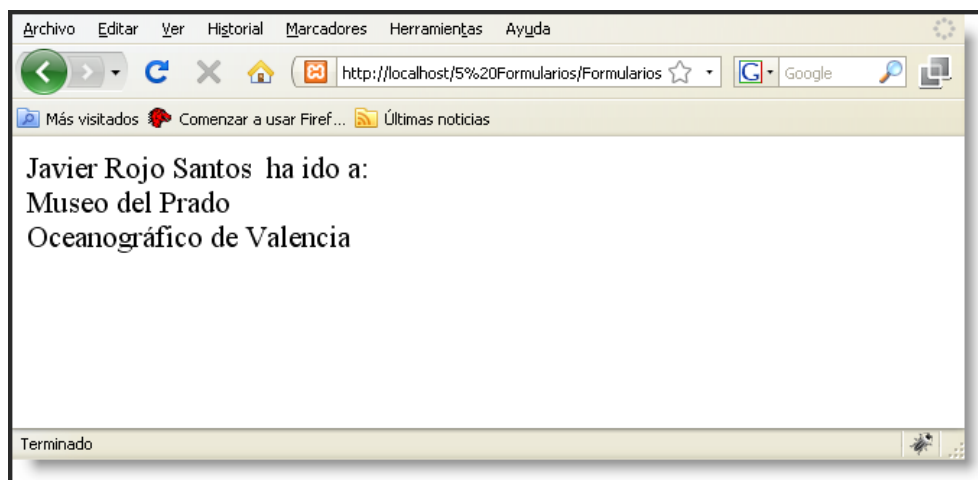 Archivo Editar Ver Historial Marcadores Herramientas Ayuda
http://localhost/5%20Formularios/Formularios G Google
Más visitados Comenzar a usar Firef... Últimas noticias
Javier Rojo Santos ha ido a:
Museo del Prado
Oceanográfico de Valencia
Terminado